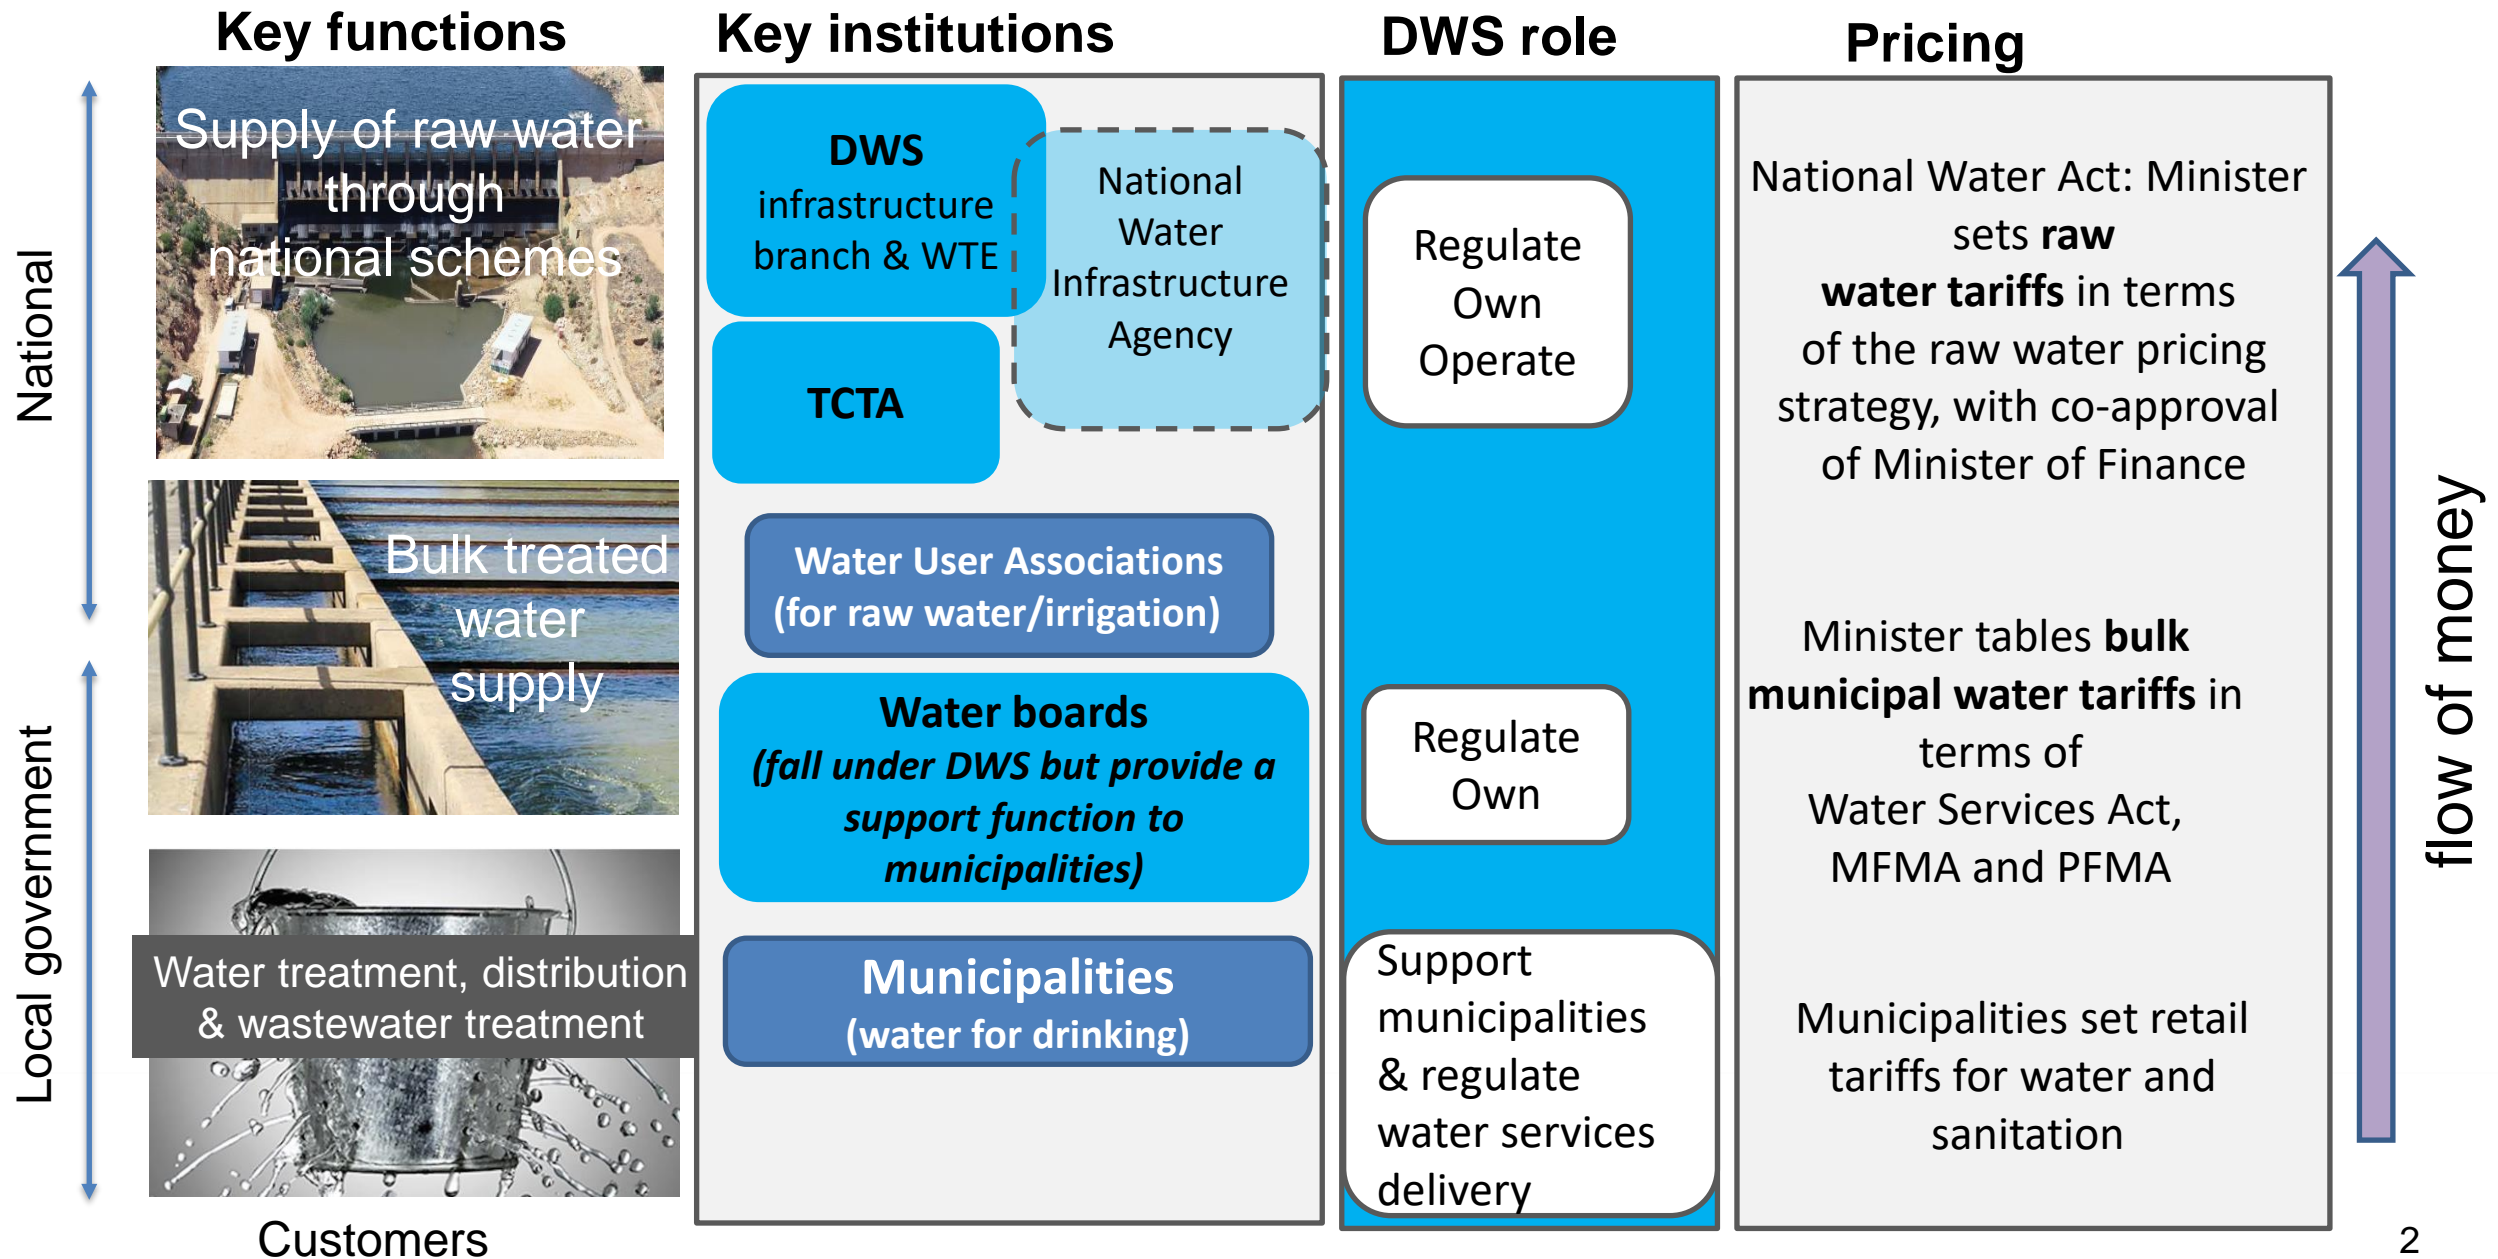 Key functions
Key institutions
DWS role
Pricing
National
Local government
Supply of raw water
through
national schemes
Bulk treated
water
supply
Water treatment, distribution
& wastewater treatment
Customers
DWS
infrastructure
branch & WTE
National
Water
Infrastructure
Agency
TCTA
Water User Associations
(for raw water/irrigation)
Water boards
(fall under DWS but provide a
support function to
municipalities)
Municipalities
(water for drinking)
Regulate
Own
Operate
Regulate
Own
Support
municipalities
& regulate
water services
delivery
National Water Act: Minister
sets raw
water tariffs in terms
of the raw water pricing
strategy, with co-approval
of Minister of Finance
Minister tables bulk
municipal water tariffs in
terms of
Water Services Act,
MFMA and PFMA
Municipalities set retail
tariffs for water and
sanitation
flow of money
2